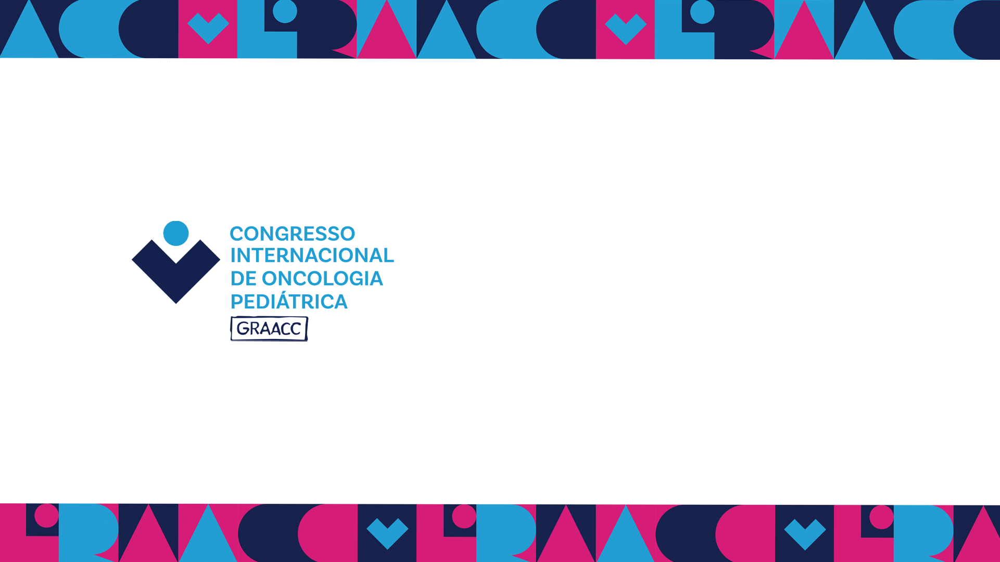 CONGRESSO
INTERNACIONAL
DE ONCOLOGIA
PEDIÁTRICA
GRAACC